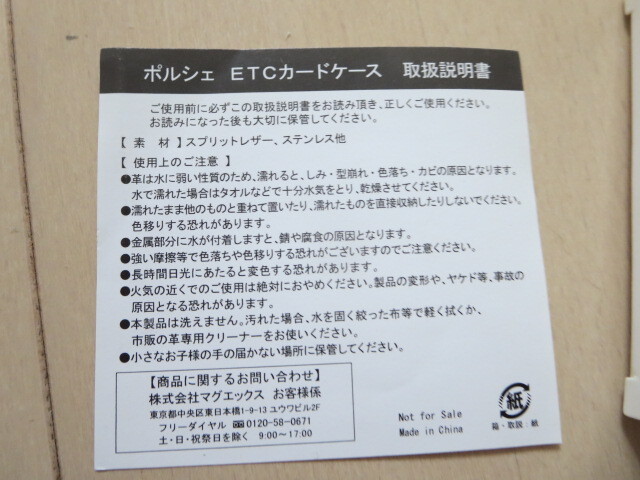 ポルシェ ETCカードケース 取扱説明書
ご使用前に必ずこの取扱説明書をお読み頂き、正しくご使用ください。
お読みになった後も大切に保管してください。
【 素 材 】スプリットレザー、ステンレス他
【 使用上のご注意 】
●革は水に弱い性質のため、濡れると、しみ・型崩れ・色落ち・カビの原因となります。
水で濡れた場合はタオルなどで十分水気をとり、乾燥させてください。
●濡れたまま他のものと重ねて置いたり、濡れたものを直接収納したりしないでください。
色移りする恐れがあります。
●金属部分に水が付着しますと、錆や腐食の原因となります。
●強い摩擦等で色落ちや色移りする恐れがございますのでご注意ください。
●長時間日光にあたると変色する恐れがあります。
●火気の近くでのご使用は絶対におやめください。製品の変形や、ヤケド等、事故の
原因となる恐れがあります。
●本製品は洗えません。汚れた場合、水を固く絞った布等で軽く拭くか、
市販の革専用クリーナーをお使いください。
●小さなお子様の手の届かない場所に保管してください。
【商品に関するお問い合わせ】
株式会社マグエックス お客様係
東京都中央区東日本橋1-9-13 ユウワビル2F
フリーダイヤル 0120-58-0671
土・日・祝祭日を除く 9:00～17:00
Not for Sale
Made in China
紙
箱・取説：紙